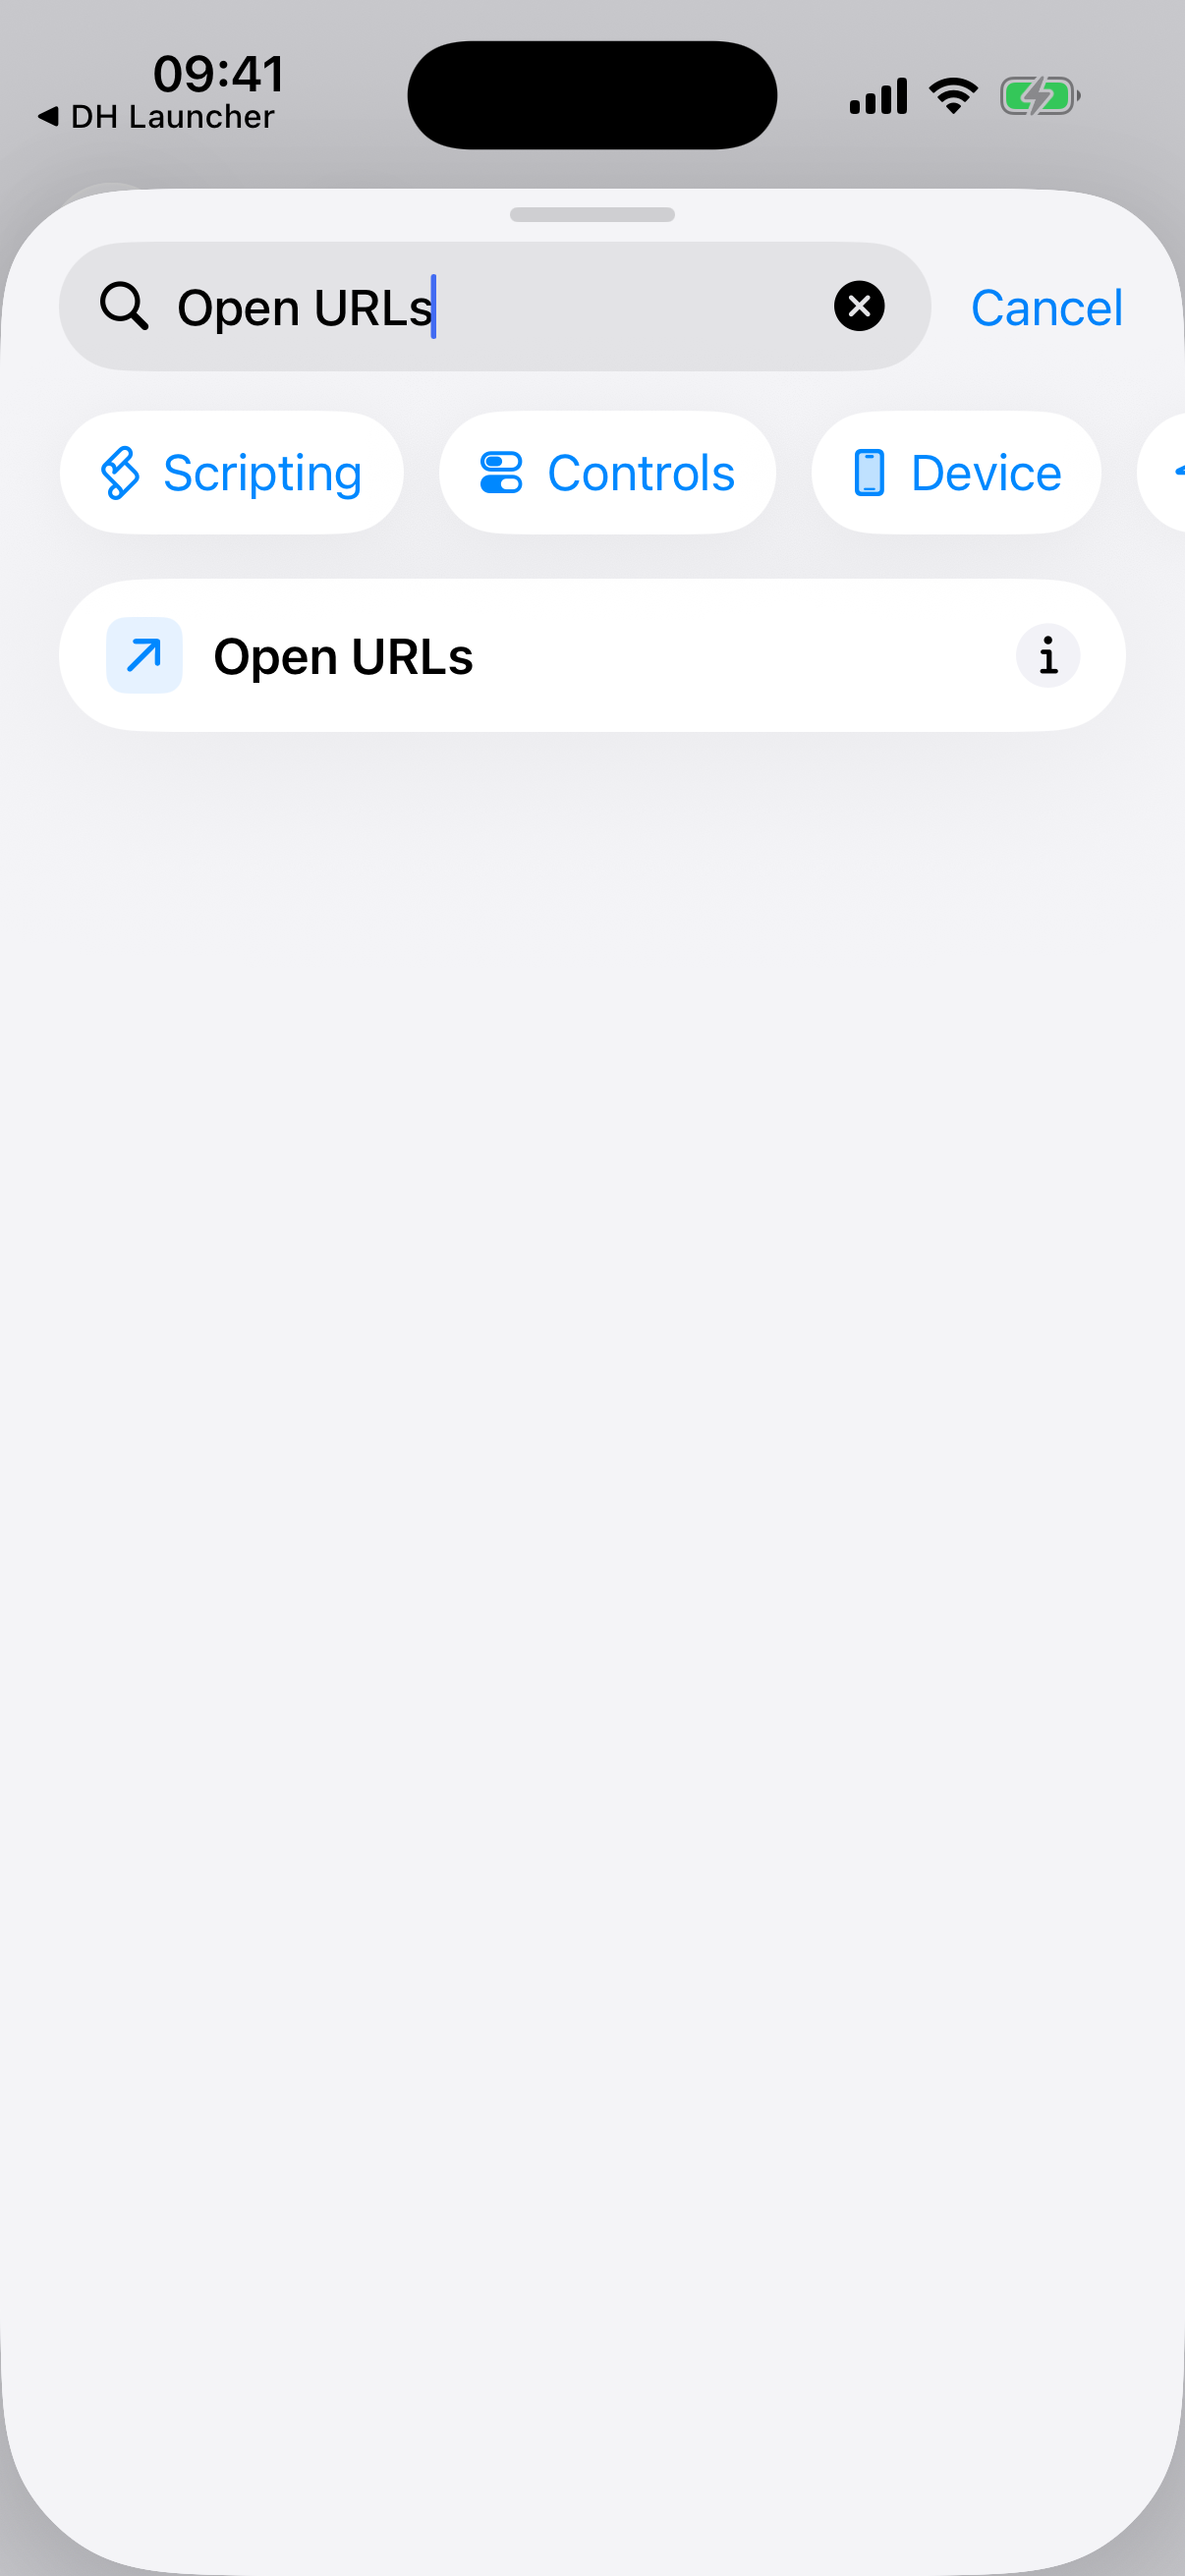 09:41
◀ DH Launcher
Open URLs
Cancel
Scripting
Controls
Device
Open URLs